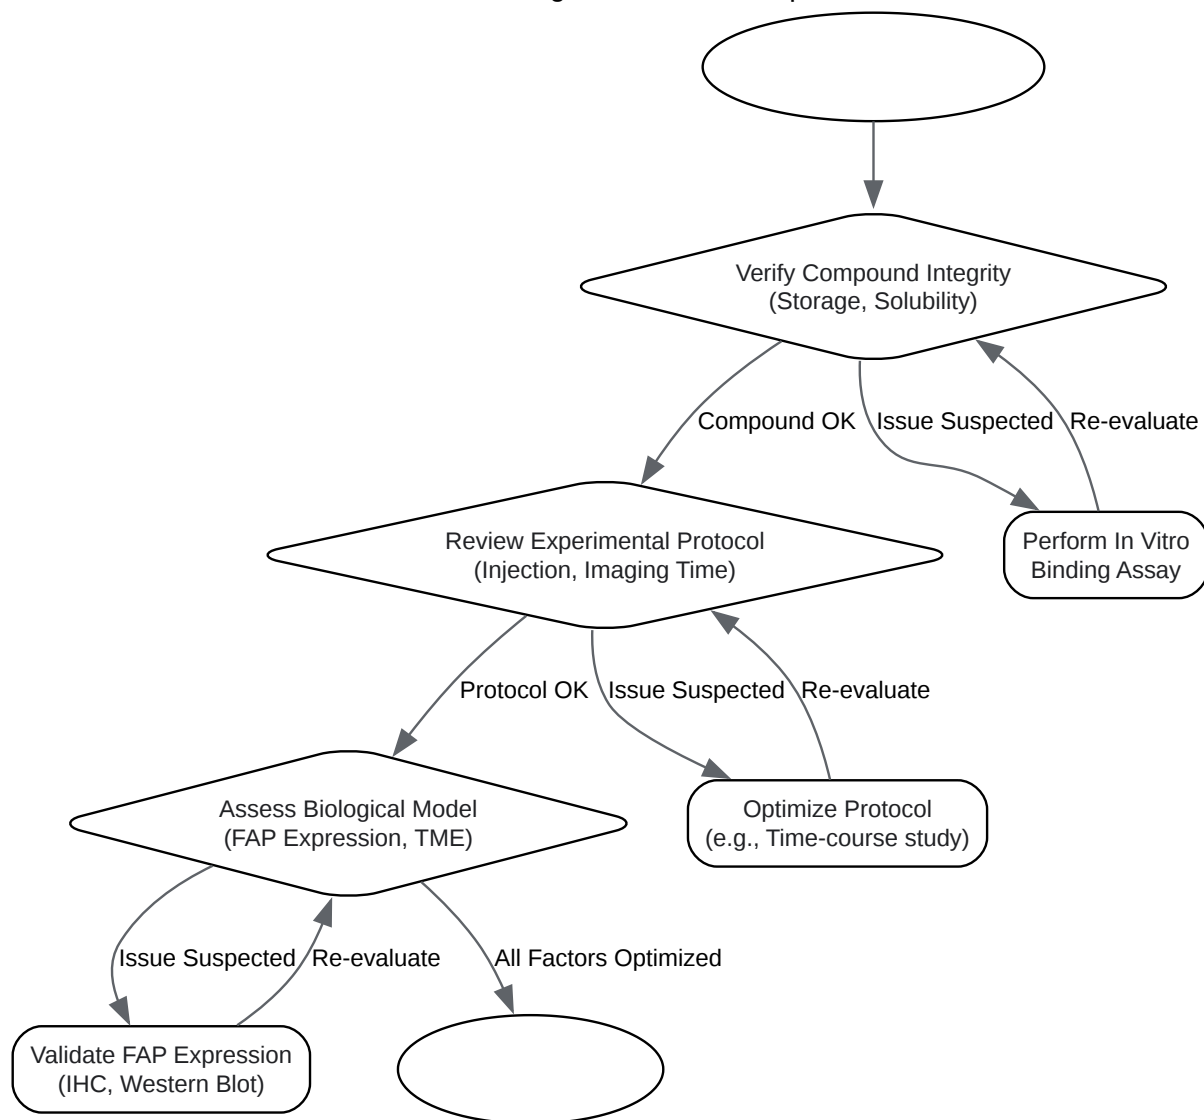 Verify Compound Integrity
(Storage, Solubility)
Compound OK
Issue Suspected
Re-evaluate
Review Experimental Protocol
(Injection, Imaging Time)
Perform In Vitro
Binding Assay
Protocol OK
Issue Suspected
Re-evaluate
Assess Biological Model
(FAP Expression, TME)
Optimize Protocol
(e.g., Time-course study)
Issue Suspected
Re-evaluate
All Factors Optimized
Validate FAP Expression
(IHC, Western Blot)